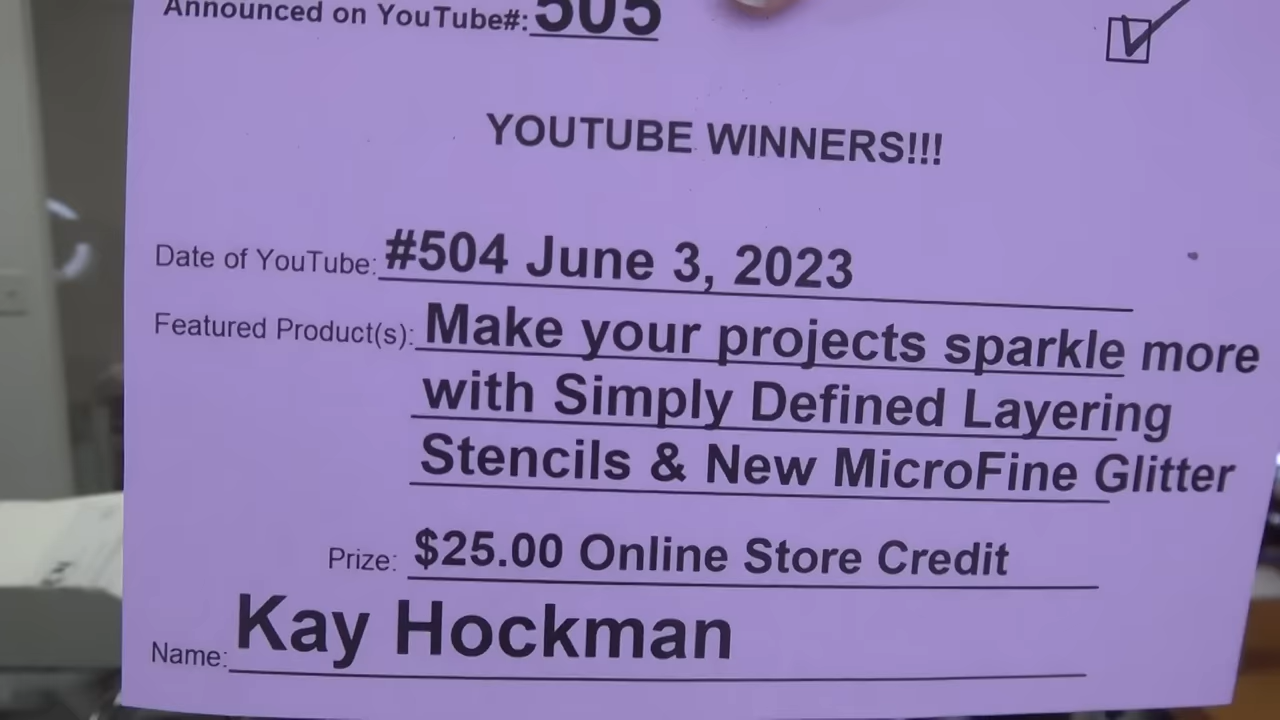 Announced on YouTube#: 505
YOUTUBE WINNERS!!!
Date of YouTube: #504 June 3, 2023
Featured Product(s): Make your projects sparkle more
with Simply Defined Layering
Stencils & New MicroFine Glitter
Prize: $25.00 Online Store Credit
Name: Kay Hockman